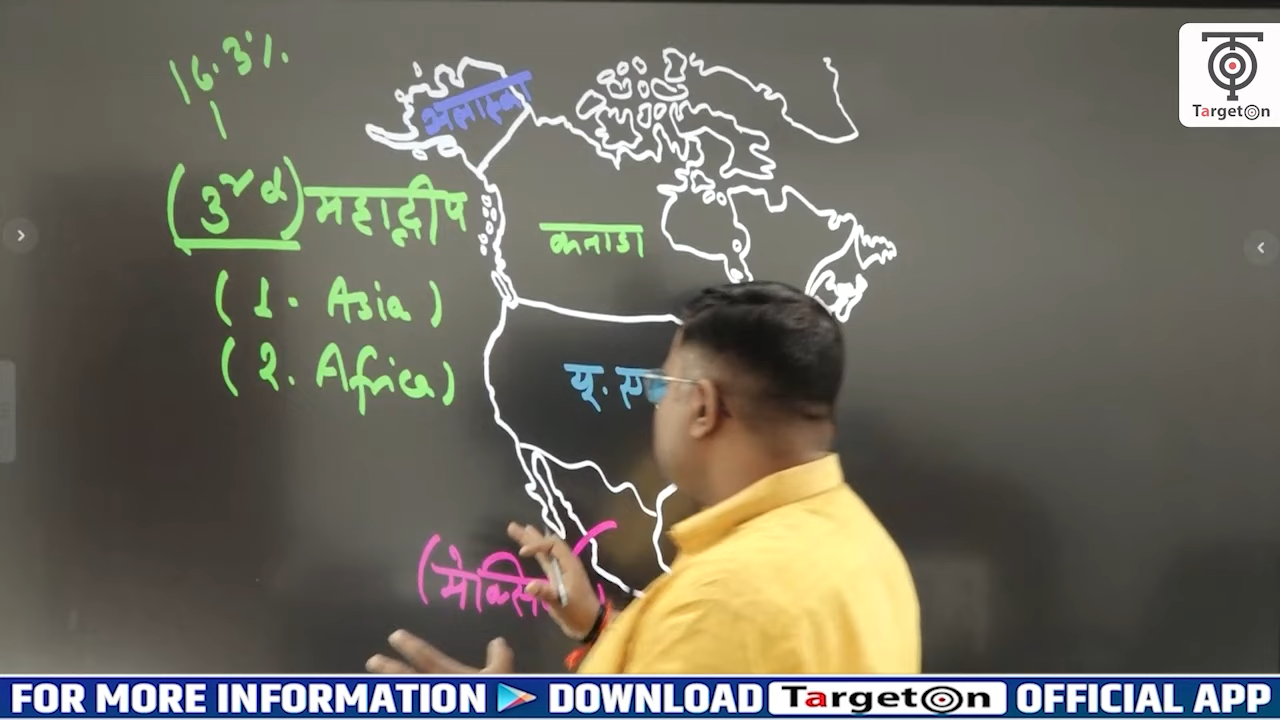 16.3%
(3rd) महाद्वीप
(1. Asia)
(2. Africa)
अलास्का
कनाडा
यू.
TargetOn
FOR MORE INFORMATION DOWNLOAD TargetOn OFFICIAL APP